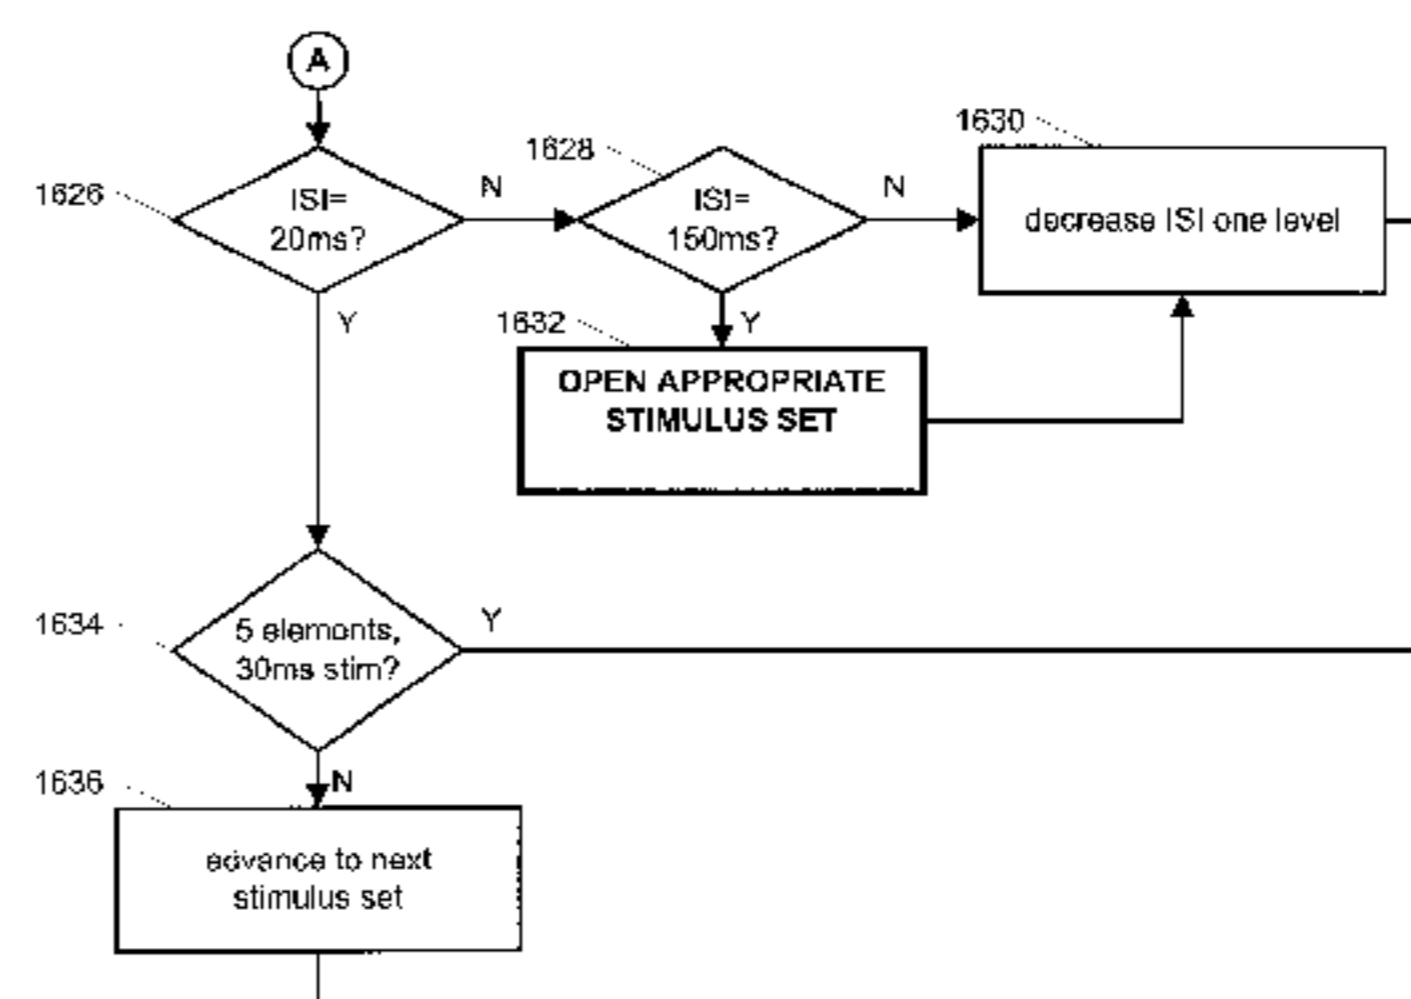 A
1626
ISI=
20ms?
N
1628
ISI=
150ms?
N
1630
decrease ISI one level
Y
1632
Y
OPEN APPROPRIATE
STIMULUS SET
1634
5 elements,
30ms stim?
Y
1636
N
advance to next
stimulus set